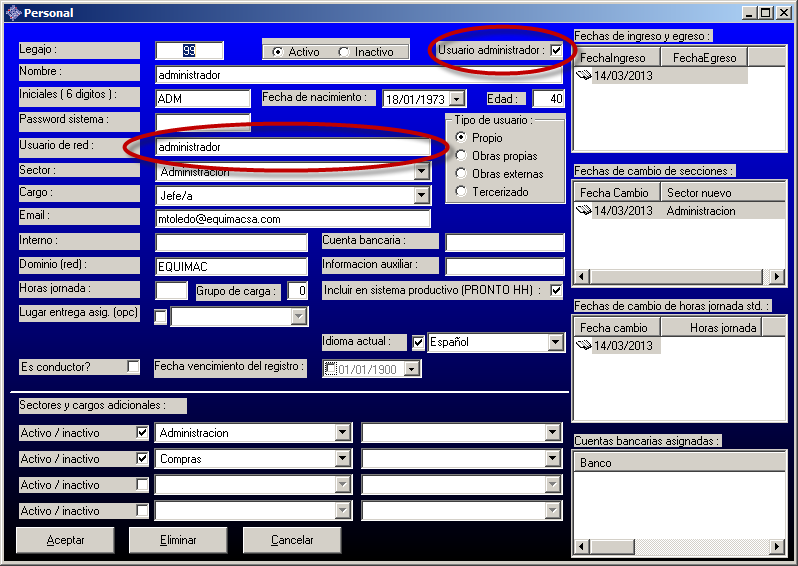 Personal
Legajo :
99
Activo
Inactivo
Usuario administrador :
Nombre :
administrador
Iniciales ( 6 digitos ) :
ADM
Fecha de nacimiento :
18/01/1973
Edad :
40
Password sistema :
Usuario de red :
administrador
Sector :
Administracion
Cargo :
Jefe/a
Email :
mtoledo@equimacsa.com
Tipo de usuario :
Propio
Obras propias
Obras externas
Tercerizado
Interno :
Cuenta bancaria :
Dominio (red) :
EQUIMAC
Informacion auxiliar :
Horas jornada :
Grupo de carga :
0
Incluir en sistema productivo (PRONTO HH) :
Lugar entrega asig. (opc)
Idioma actual :
Español
Es conductor?
Fecha vencimiento del registro :
01/01/1900
Sectores y cargos adicionales :
Activo / inactivo
Administracion
Activo / inactivo
Compras
Activo / inactivo
Activo / inactivo
Aceptar
Eliminar
Cancelar
Fechas de ingreso y egreso :
FechaIngreso
FechaEgreso
14/03/2013
Fechas de cambio de secciones :
Fecha Cambio
Sector nuevo
14/03/2013
Administracion
Fechas de cambio de horas jornada std. :
Fecha cambio
Horas jornada
14/03/2013
Cuentas bancarias asignadas :
Banco